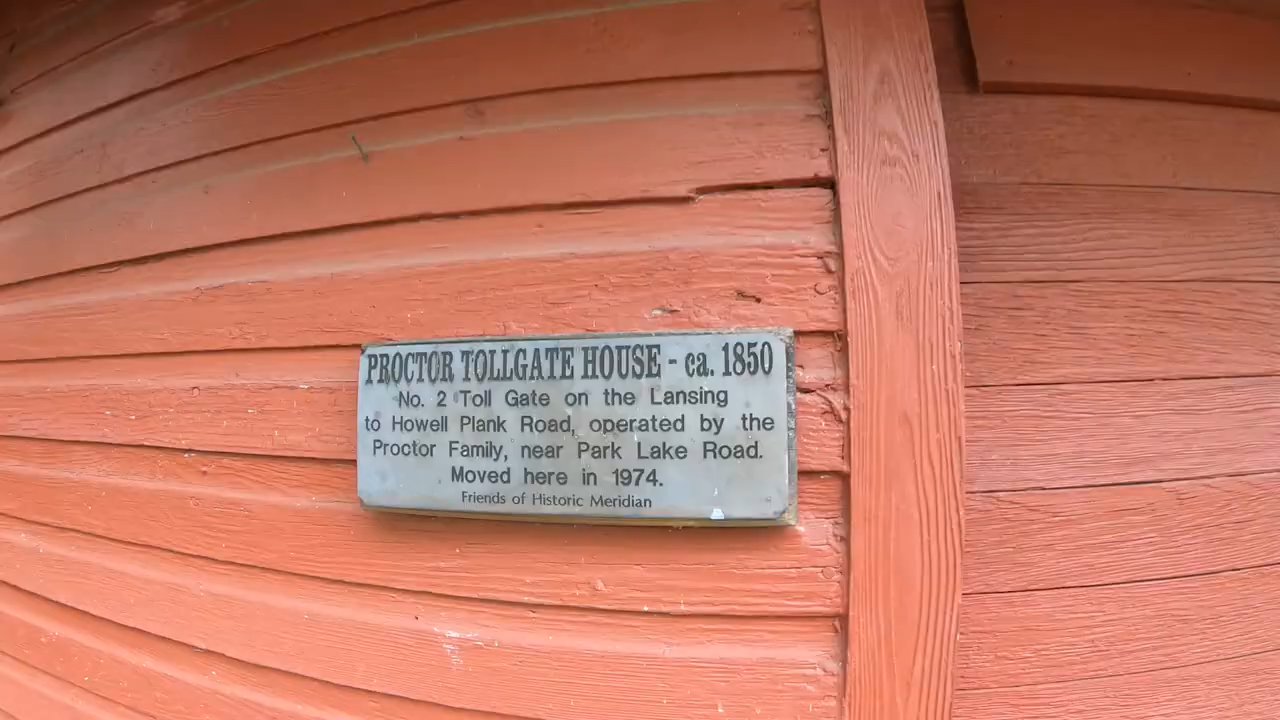 PROCTOR TOLLGATE HOUSE - ca. 1850
No. 2 Toll Gate on the Lansing
to Howell Plank Road, operated by the
Proctor Family, near Park Lake Road.
Moved here in 1974.
Friends of Historic Meridian